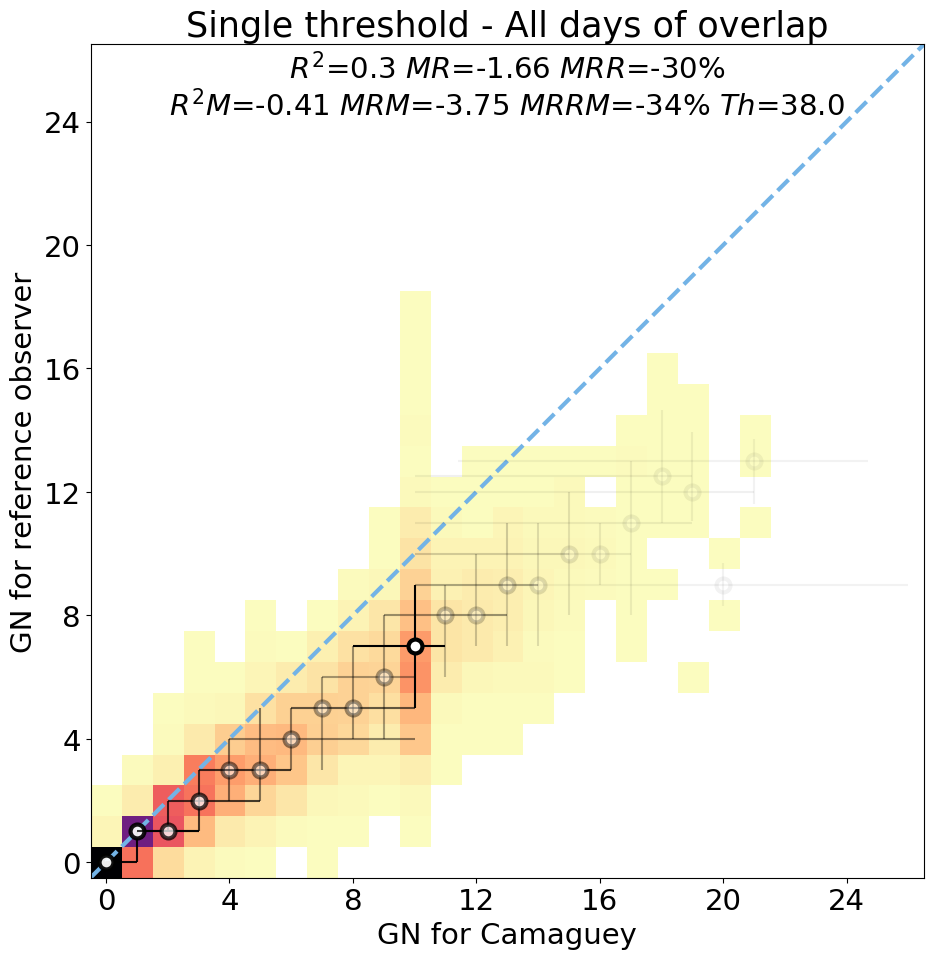 Single threshold - All days of overlap
R²=0.3 MR=-1.66 MRR=-30%
R²M=-0.41 MRM=-3.75 MRRM=-34% Th=38.0
GN for reference observer
24
20
16
12
8
4
0
0 4 8 12 16 20 24
GN for Camaguey